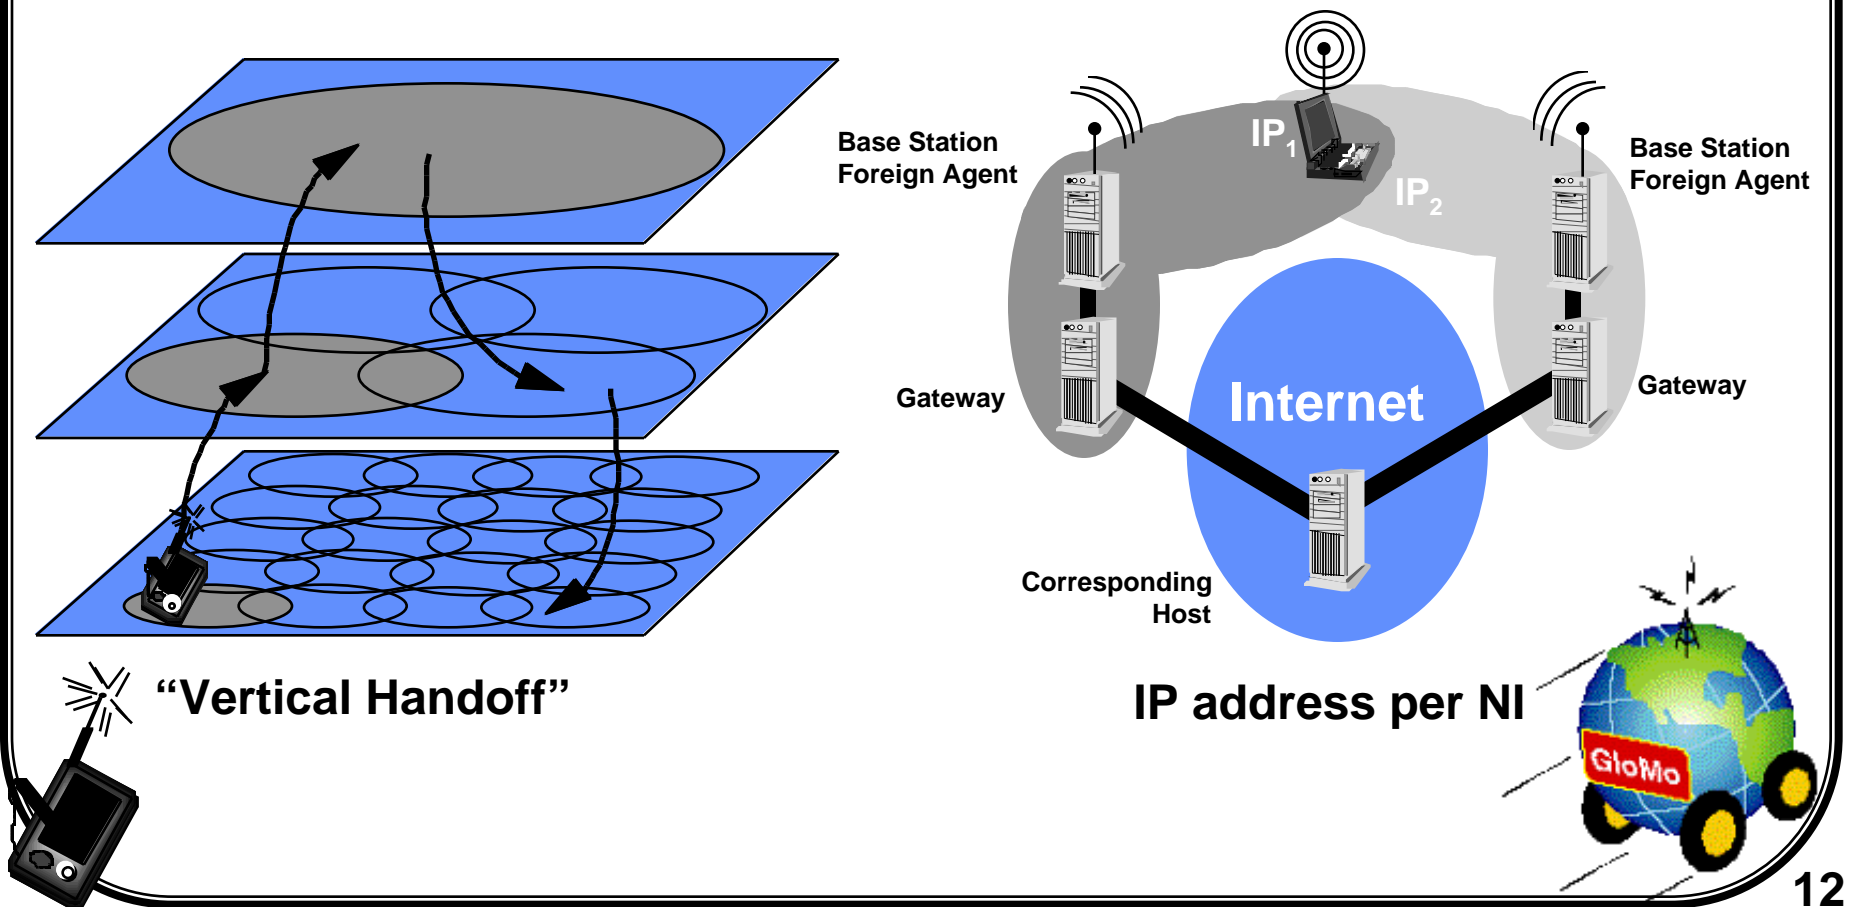 Base Station
Foreign Agent
IP1
IP2
Base Station
Foreign Agent
Gateway
Internet
Gateway
Corresponding
Host
“Vertical Handoff”
IP address per NI
GloMo
12